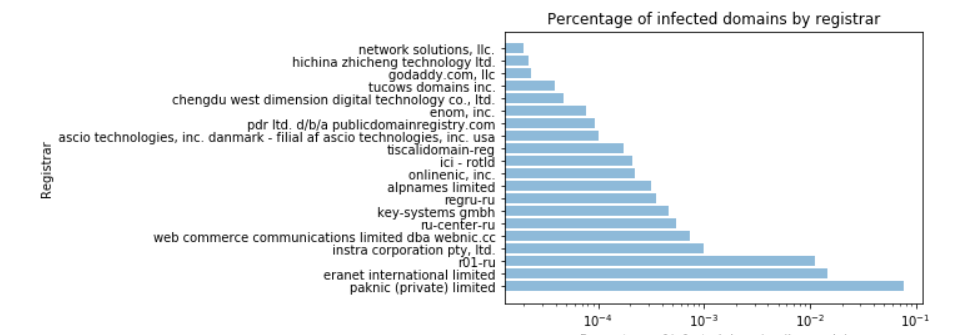 Percentage of infected domains by registrar
Registrar
network solutions, llc.
hichina zhicheng technology ltd.
godaddy.com, llc
tucows domains inc.
chengdu west dimension digital technology co., ltd.
enom, inc.
pdr ltd. d/b/a publicdomainregistry.com
ascio technologies, inc. danmark - filial af ascio technologies, inc. usa
tiscalidomain-reg
ici - rotld
onlinenic, inc.
alpnames limited
regru-ru
key-systems gmbh
ru-center-ru
web commerce communications limited dba webnic.cc
instra corporation pty, ltd.
r01-ru
eranet international limited
paknic (private) limited
10⁻⁴ 10⁻³ 10⁻² 10⁻¹